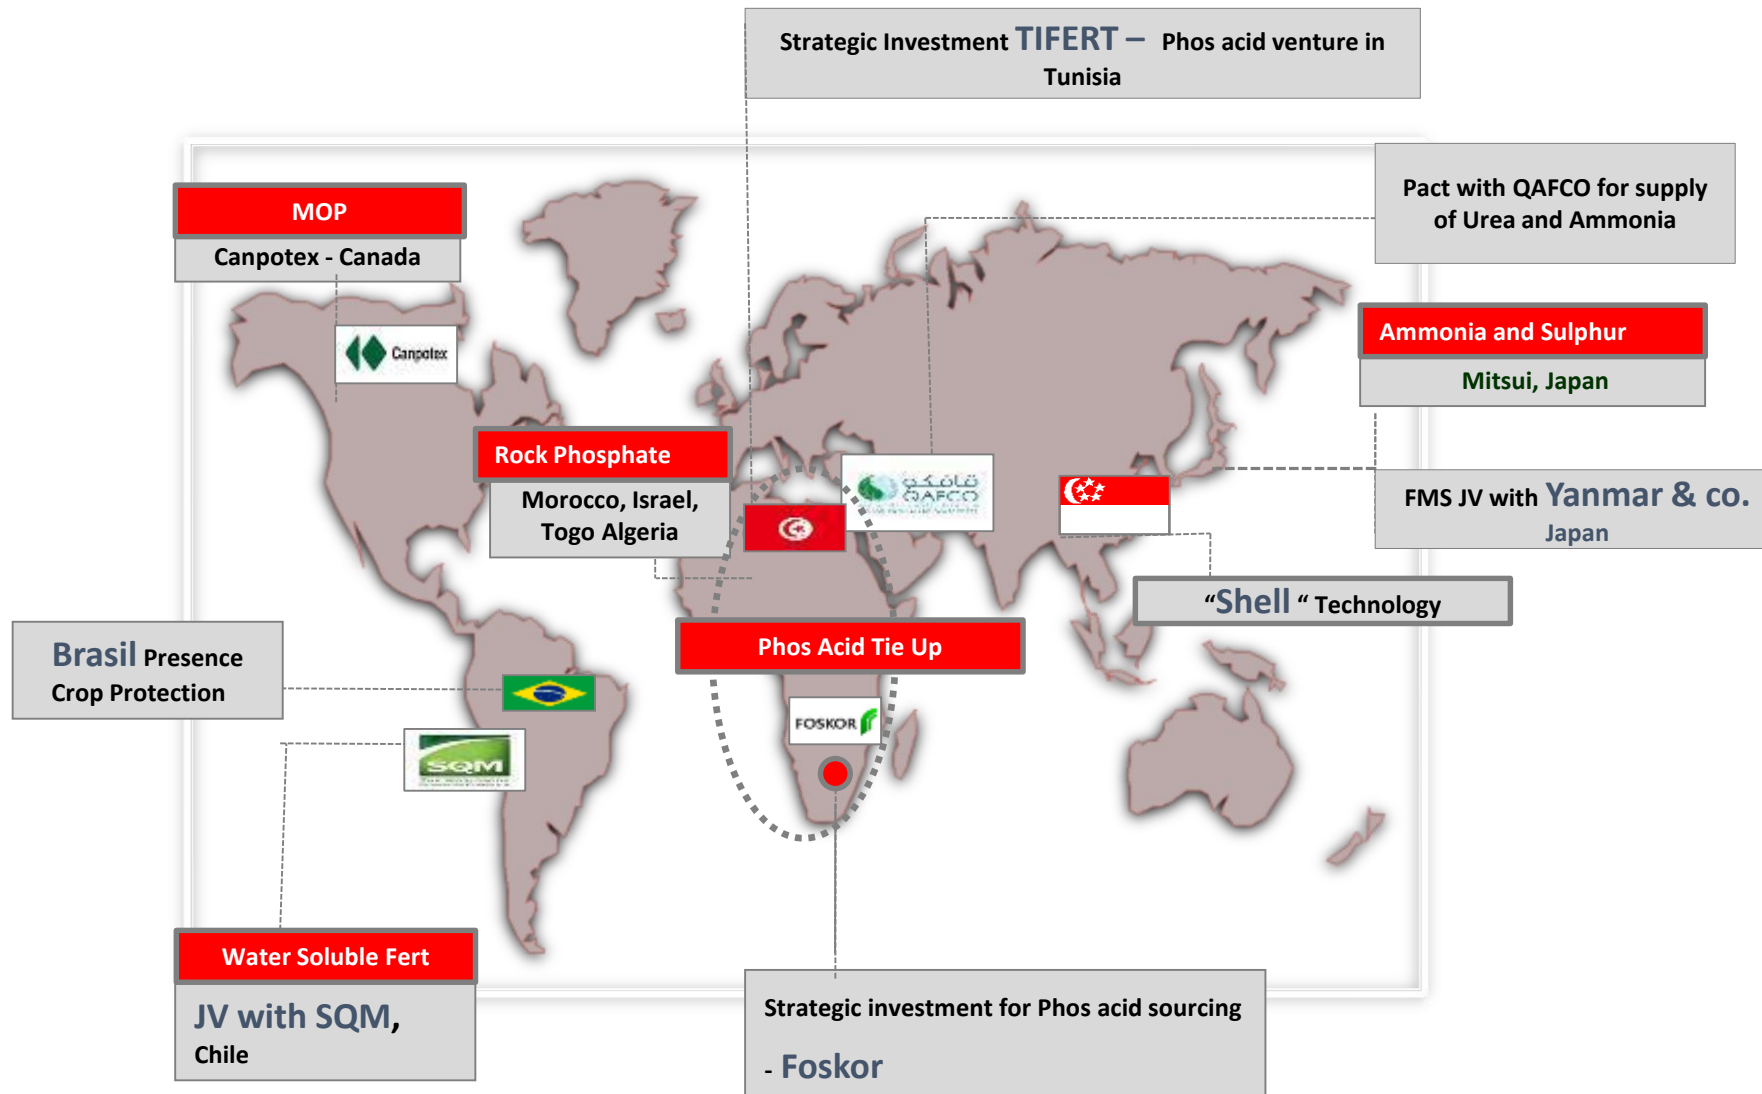 Strategic Investment TIFERT – Phos acid venture in
Tunisia
Pact with QAFCO for supply
of Urea and Ammonia
MOP
Canpotex - Canada
Canpotex
Ammonia and Sulphur
Mitsui, Japan
Rock Phosphate
Morocco, Israel,
Togo Algeria
قافكو
QAFCO
FMS JV with Yanmar & co.
Japan
“Shell “ Technology
Brasil Presence
Crop Protection
Phos Acid Tie Up
FOSKOR
SQM
Water Soluble Fert
JV with SQM,
Chile
Strategic investment for Phos acid sourcing
- Foskor